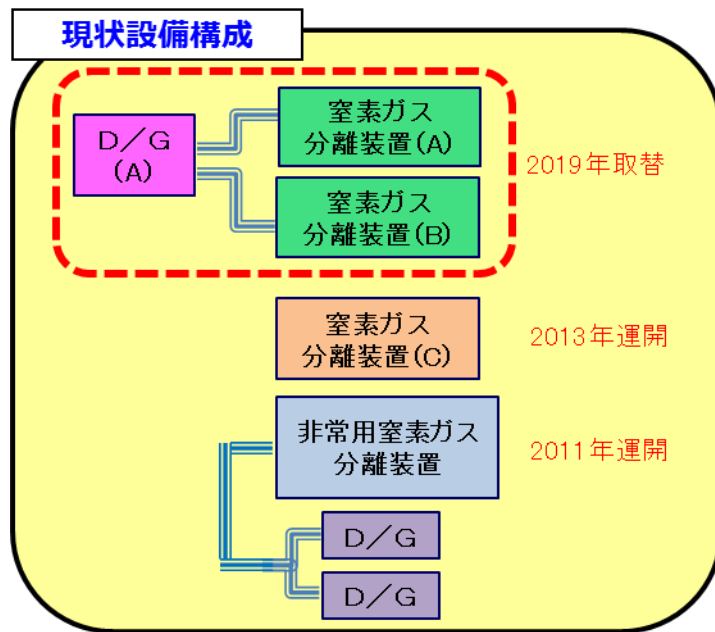 現状設備構成
D/G
(A)
窒素ガス
分離装置(A)
窒素ガス
分離装置(B)
2019年取替
窒素ガス
分離装置(C)
2013年運開
非常用窒素ガス
分離装置
2011年運開
D/G
D/G